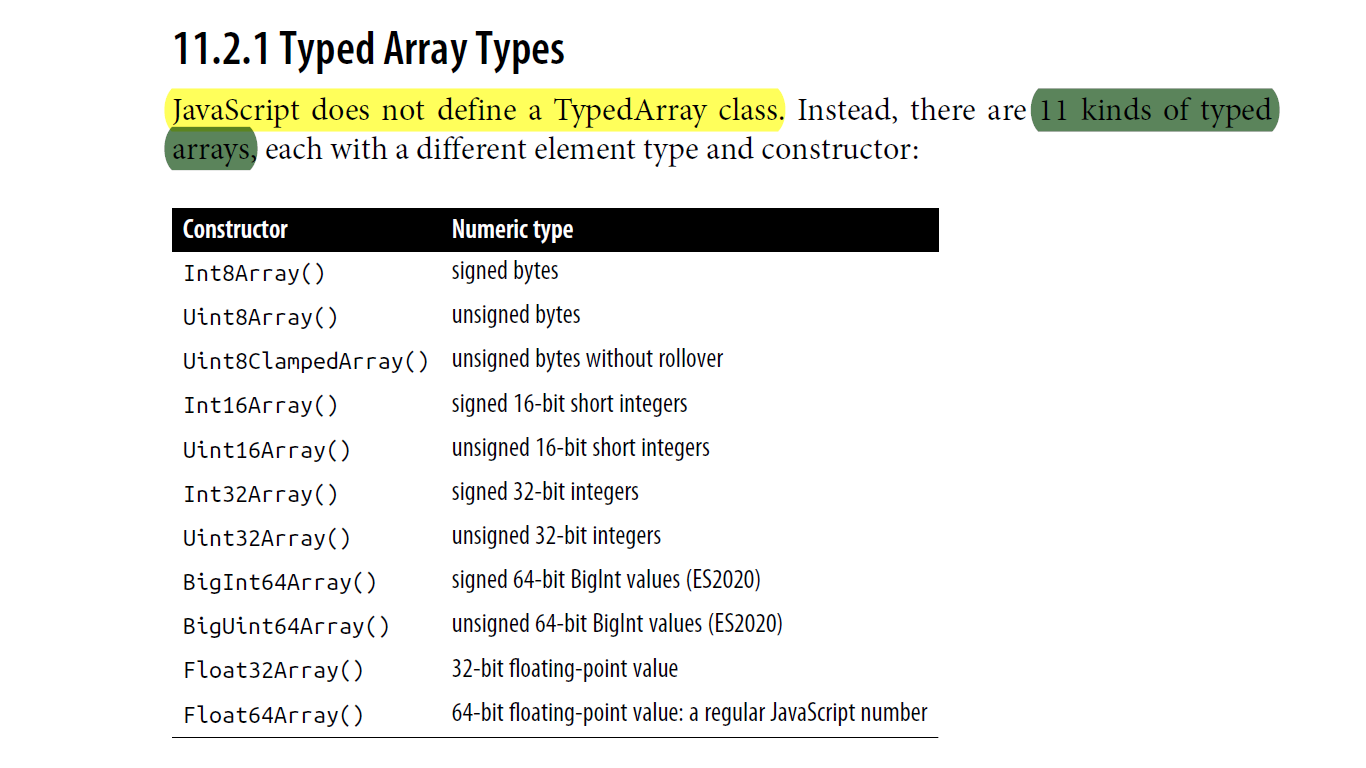 11.2.1 Typed Array Types
JavaScript does not define a TypedArray class. Instead, there are 11 kinds of typed
arrays, each with a different element type and constructor:
Constructor Numeric type
Int8Array() signed bytes
Uint8Array() unsigned bytes
Uint8ClampedArray() unsigned bytes without rollover
Int16Array() signed 16-bit short integers
Uint16Array() unsigned 16-bit short integers
Int32Array() signed 32-bit integers
Uint32Array() unsigned 32-bit integers
BigInt64Array() signed 64-bit BigInt values (ES2020)
BigUint64Array() unsigned 64-bit BigInt values (ES2020)
Float32Array() 32-bit floating-point value
Float64Array() 64-bit floating-point value: a regular JavaScript number